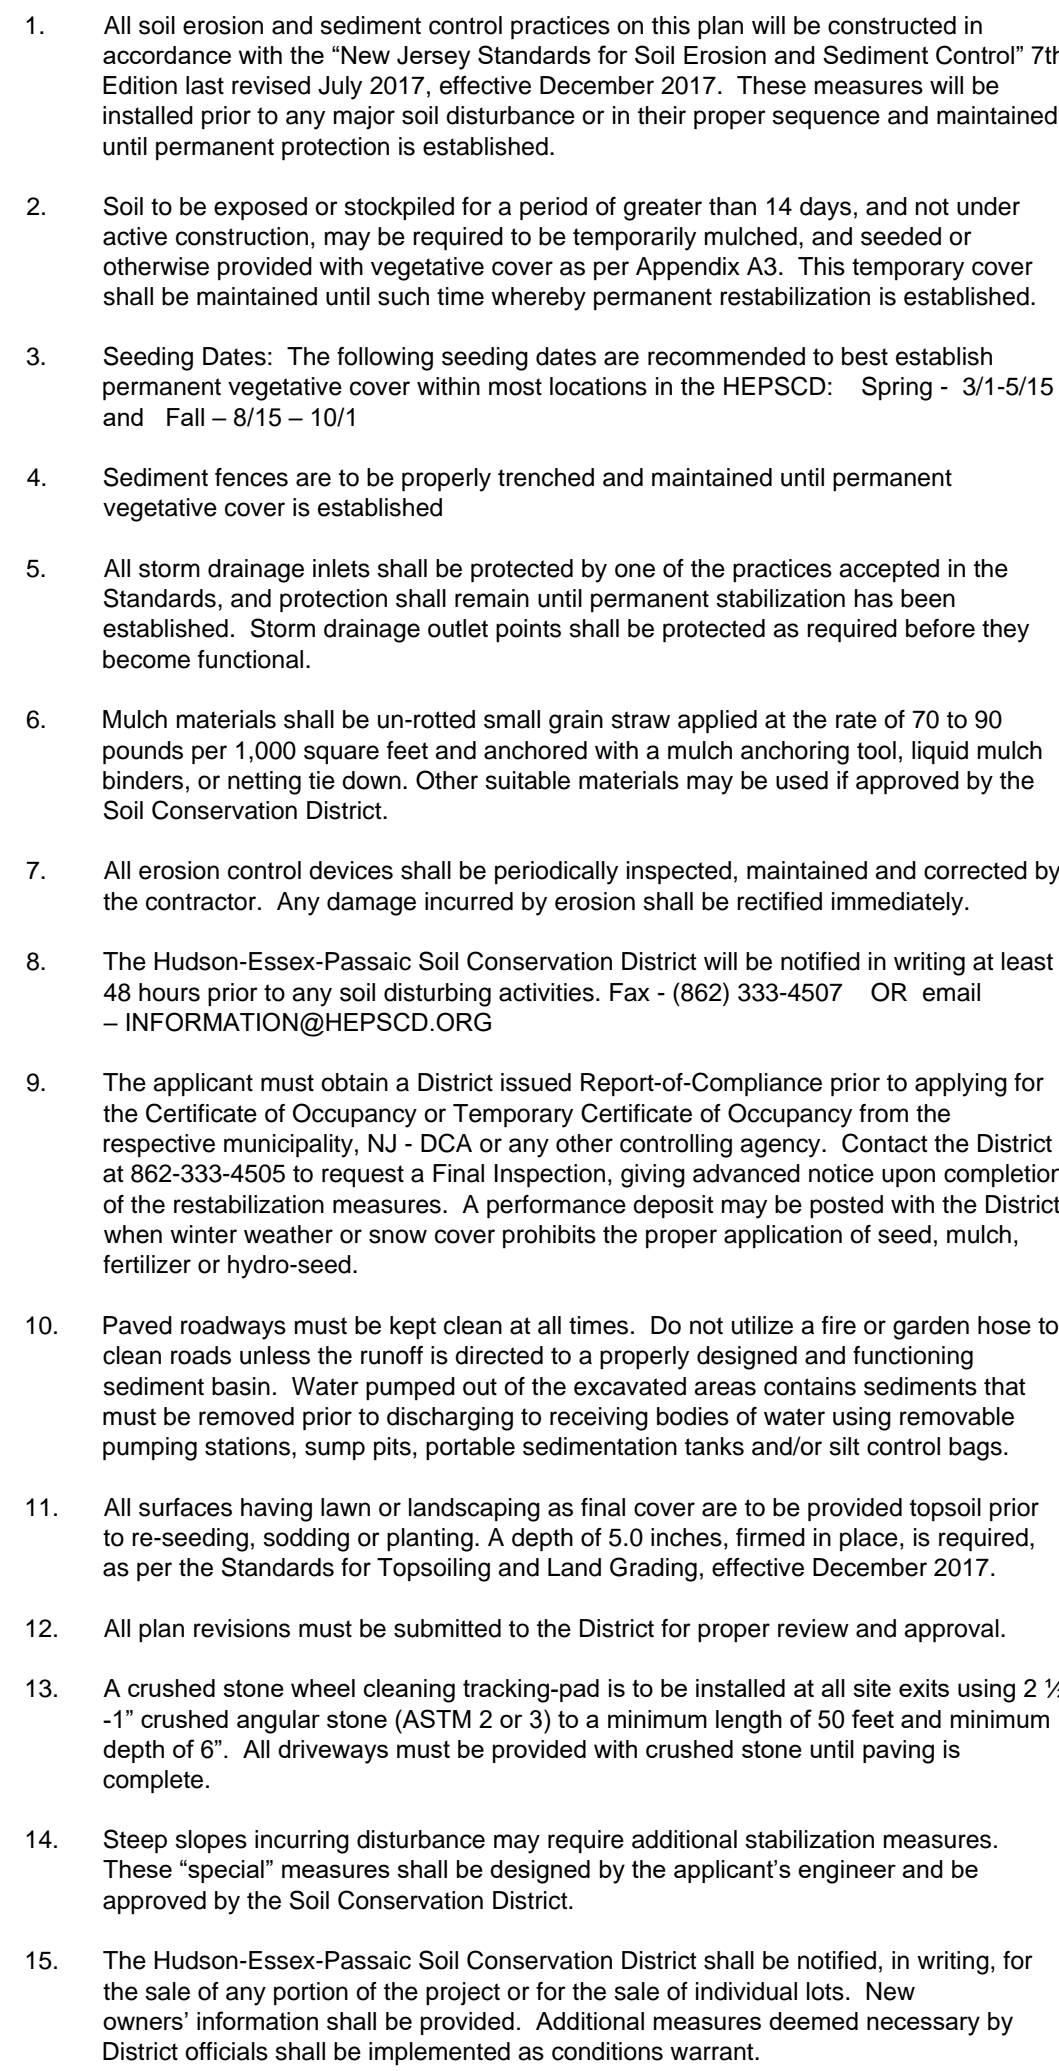 1. All soil erosion and sediment control practices on this plan will be constructed in
accordance with the “New Jersey Standards for Soil Erosion and Sediment Control” 7th
Edition last revised July 2017, effective December 2017.  These measures will be
installed prior to any major soil disturbance or in their proper sequence and maintained
until permanent protection is established.
2. Soil to be exposed or stockpiled for a period of greater than 14 days, and not under
active construction, may be required to be temporarily mulched, and seeded or
otherwise provided with vegetative cover as per Appendix A3.  This temporary cover
shall be maintained until such time whereby permanent restabilization is established.
3. Seeding Dates:  The following seeding dates are recommended to best establish
permanent vegetative cover within most locations in the HEPSCD:    Spring -  3/1-5/15
and   Fall – 8/15 – 10/1
4. Sediment fences are to be properly trenched and maintained until permanent
vegetative cover is established
5. All storm drainage inlets shall be protected by one of the practices accepted in the
Standards, and protection shall remain until permanent stabilization has been
established.  Storm drainage outlet points shall be protected as required before they
become functional.
6. Mulch materials shall be un-rotted small grain straw applied at the rate of 70 to 90
pounds per 1,000 square feet and anchored with a mulch anchoring tool, liquid mulch
binders, or netting tie down. Other suitable materials may be used if approved by the
Soil Conservation District.
7. All erosion control devices shall be periodically inspected, maintained and corrected by
the contractor.  Any damage incurred by erosion shall be rectified immediately.
8. The Hudson-Essex-Passaic Soil Conservation District will be notified in writing at least
48 hours prior to any soil disturbing activities. Fax - (862) 333-4507    OR  email
– INFORMATION@HEPSCD.ORG
9. The applicant must obtain a District issued Report-of-Compliance prior to applying for
the Certificate of Occupancy or Temporary Certificate of Occupancy from the
respective municipality, NJ - DCA or any other controlling agency.  Contact the District
at 862-333-4505 to request a Final Inspection, giving advanced notice upon completion
of the restabilization measures.  A performance deposit may be posted with the District
when winter weather or snow cover prohibits the proper application of seed, mulch,
fertilizer or hydro-seed.
10. Paved roadways must be kept clean at all times.  Do not utilize a fire or garden hose to
clean roads unless the runoff is directed to a properly designed and functioning
sediment basin.  Water pumped out of the excavated areas contains sediments that
must be removed prior to discharging to receiving bodies of water using removable
pumping stations, sump pits, portable sedimentation tanks and/or silt control bags.
11. All surfaces having lawn or landscaping as final cover are to be provided topsoil prior
to re-seeding, sodding or planting. A depth of 5.0 inches, firmed in place, is required,
as per the Standards for Topsoiling and Land Grading, effective December 2017.
12. All plan revisions must be submitted to the District for proper review and approval.
13. A crushed stone wheel cleaning tracking-pad is to be installed at all site exits using 2 ½
-1” crushed angular stone (ASTM 2 or 3) to a minimum length of 50 feet and minimum
depth of 6”.  All driveways must be provided with crushed stone until paving is
complete.
14. Steep slopes incurring disturbance may require additional stabilization measures.
These “special” measures shall be designed by the applicant’s engineer and be
approved by the Soil Conservation District.
15. The Hudson-Essex-Passaic Soil Conservation District shall be notified, in writing, for
the sale of any portion of the project or for the sale of individual lots.  New
owners’ information shall be provided.  Additional measures deemed necessary by
District officials shall be implemented as conditions warrant.